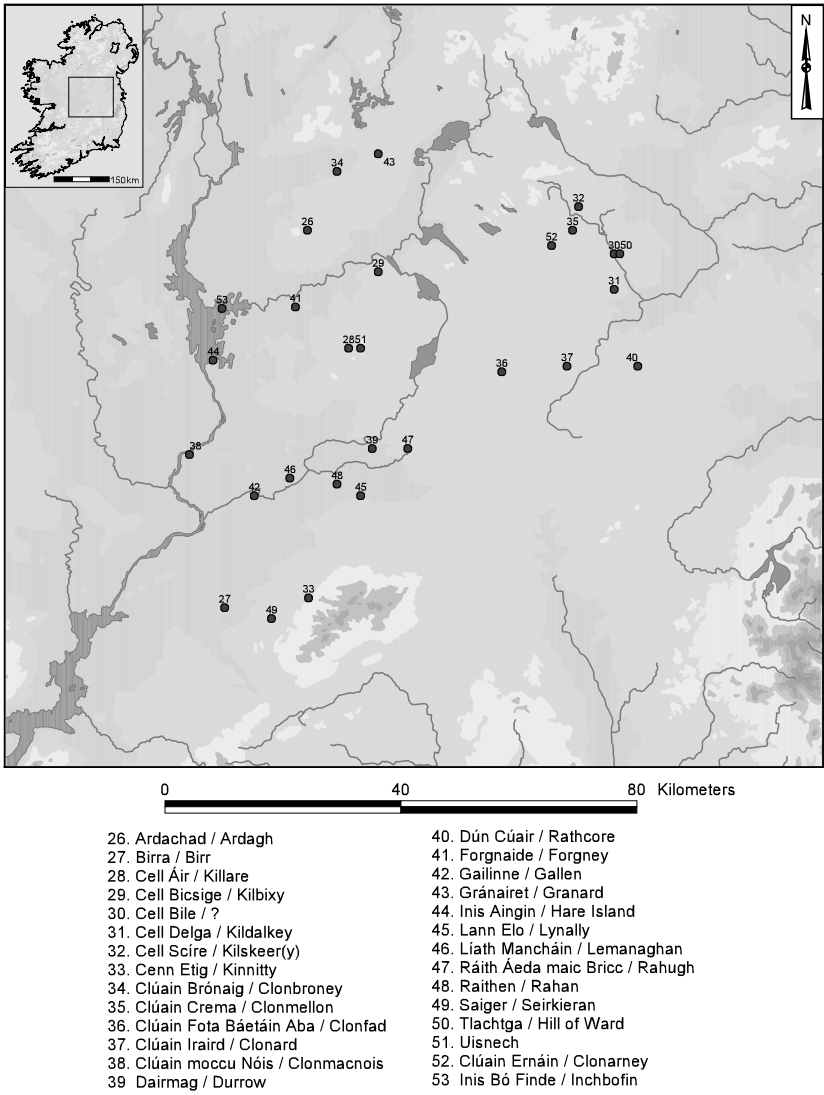 N
150km
34
43
32
26
35
52
3050
29
31
53
41
2851
44
36
37
40
38
39
47
46
48
42
45
33
27
49
0 40 80 Kilometers
26. Ardachad / Ardagh
27. Birra / Birr
28. Cell Áir / Killare
29. Cell Bicsige / Kilbixy
30. Cell Bile / ?
31. Cell Delga / Kildalkey
32. Cell Scíre / Kilskeer(y)
33. Cenn Etig / Kinnitty
34. Clúain Brónaig / Clonbroney
35. Clúain Crema / Clonmellon
36. Clúain Fota Báetáin Aba / Clonfad
37. Clúain Iraird / Clonard
38. Clúain moccu Nóis / Clonmacnois
39. Dairmag / Durrow
40. Dún Cúair / Rathcore
41. Forgnaide / Forgney
42. Gailinne / Gallen
43. Gránairet / Granard
44. Inis Aingin / Hare Island
45. Lann Elo / Lynally
46. Líath Mancháin / Lemanaghan
47. Ráith Áeda maic Bricc / Rahugh
48. Raithen / Rahan
49. Saiger / Seirkieran
50. Tlachtga / Hill of Ward
51. Uisnech
52. Clúain Ernáin / Clonarney
53 Inis Bó Finde / Inchbofin